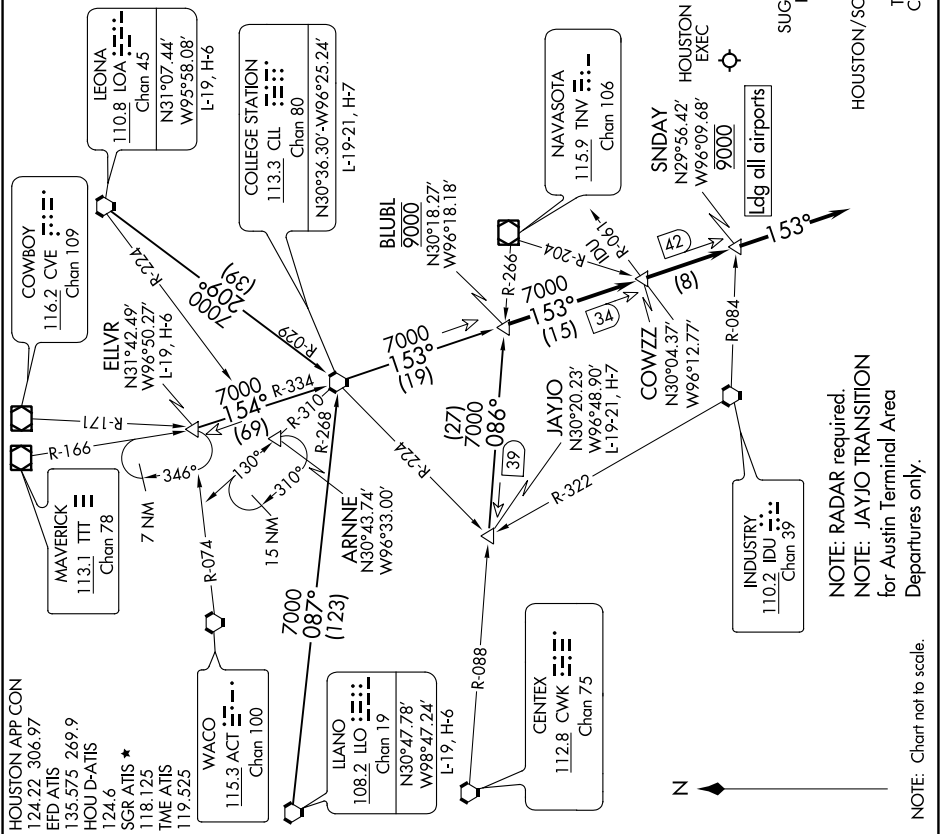 HOUSTON APP CON
124.22 306.97
EFD ATIS
135.575 269.9
HOU D-ATIS
124.6
SGR ATIS ★
118.125
TME ATIS
119.525
MAVERICK
113.1 TTT
Chan 78
COWBOY
116.2 CVE
Chan 109
LEONA
110.8 LOA
Chan 45
N31°07.44'
W95°58.08'
L-19, H-6
ELLVR
N31°42.49'
W96°50.27'
L-19, H-6
R-166
R-171
R-224
7000
209°
(39)
R-029
7 NM
346°
7000
154°
(69)
R-334
COLLEGE STATION
113.3 CLL
Chan 80
N30°36.30'-W96°25.24'
L-19-21, H-7
WACO
115.3 ACT
Chan 100
R-074
15 NM
130°
310°
R-310
ARNNE
N30°43.74'
W96°33.00'
R-268
7000
087°
(123)
LLANO
108.2 LLO
Chan 19
N30°47.78'
W98°47.24'
L-19, H-6
7000
153°
(19)
R-224
BLUBL
9000
N30°18.27'
W96°18.18'
NAVASOTA
115.9 TNV
Chan 106
R-266
R-204
IDU
R-061
7000
153°
(15)
34
(27)
7000
086°
39
JAYJO
N30°20.23'
W96°48.90'
L-19-21, H-7
R-088
CENTEX
112.8 CWK
Chan 75
COWZZ
N30°04.37'
W96°12.77'
42
(8)
SNDAY
N29°56.42'
W96°09.68'
9000
Ldg all airports
153°
R-084
R-322
INDUSTRY
110.2 IDU
Chan 39
HOUSTON
EXEC
SUG
HOUSTON/SC
N
NOTE: RADAR required.
NOTE: JAYJO TRANSITION
for Austin Terminal Area
Departures only.
NOTE: Chart not to scale.